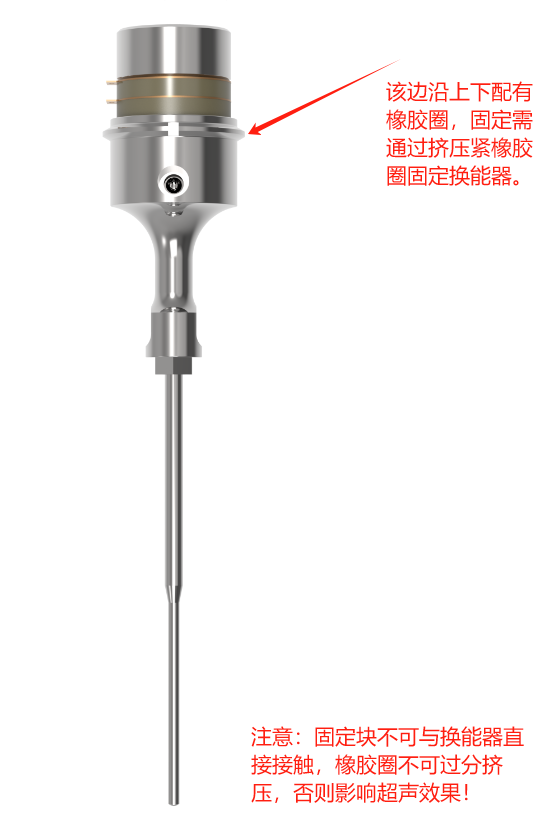 该边沿上下配有
橡胶圈，固定需
通过挤压紧橡胶
圈固定换能器。
注意：固定块不可与换能器直
接接触，橡胶圈不可过分挤
压，否则影响超声效果！